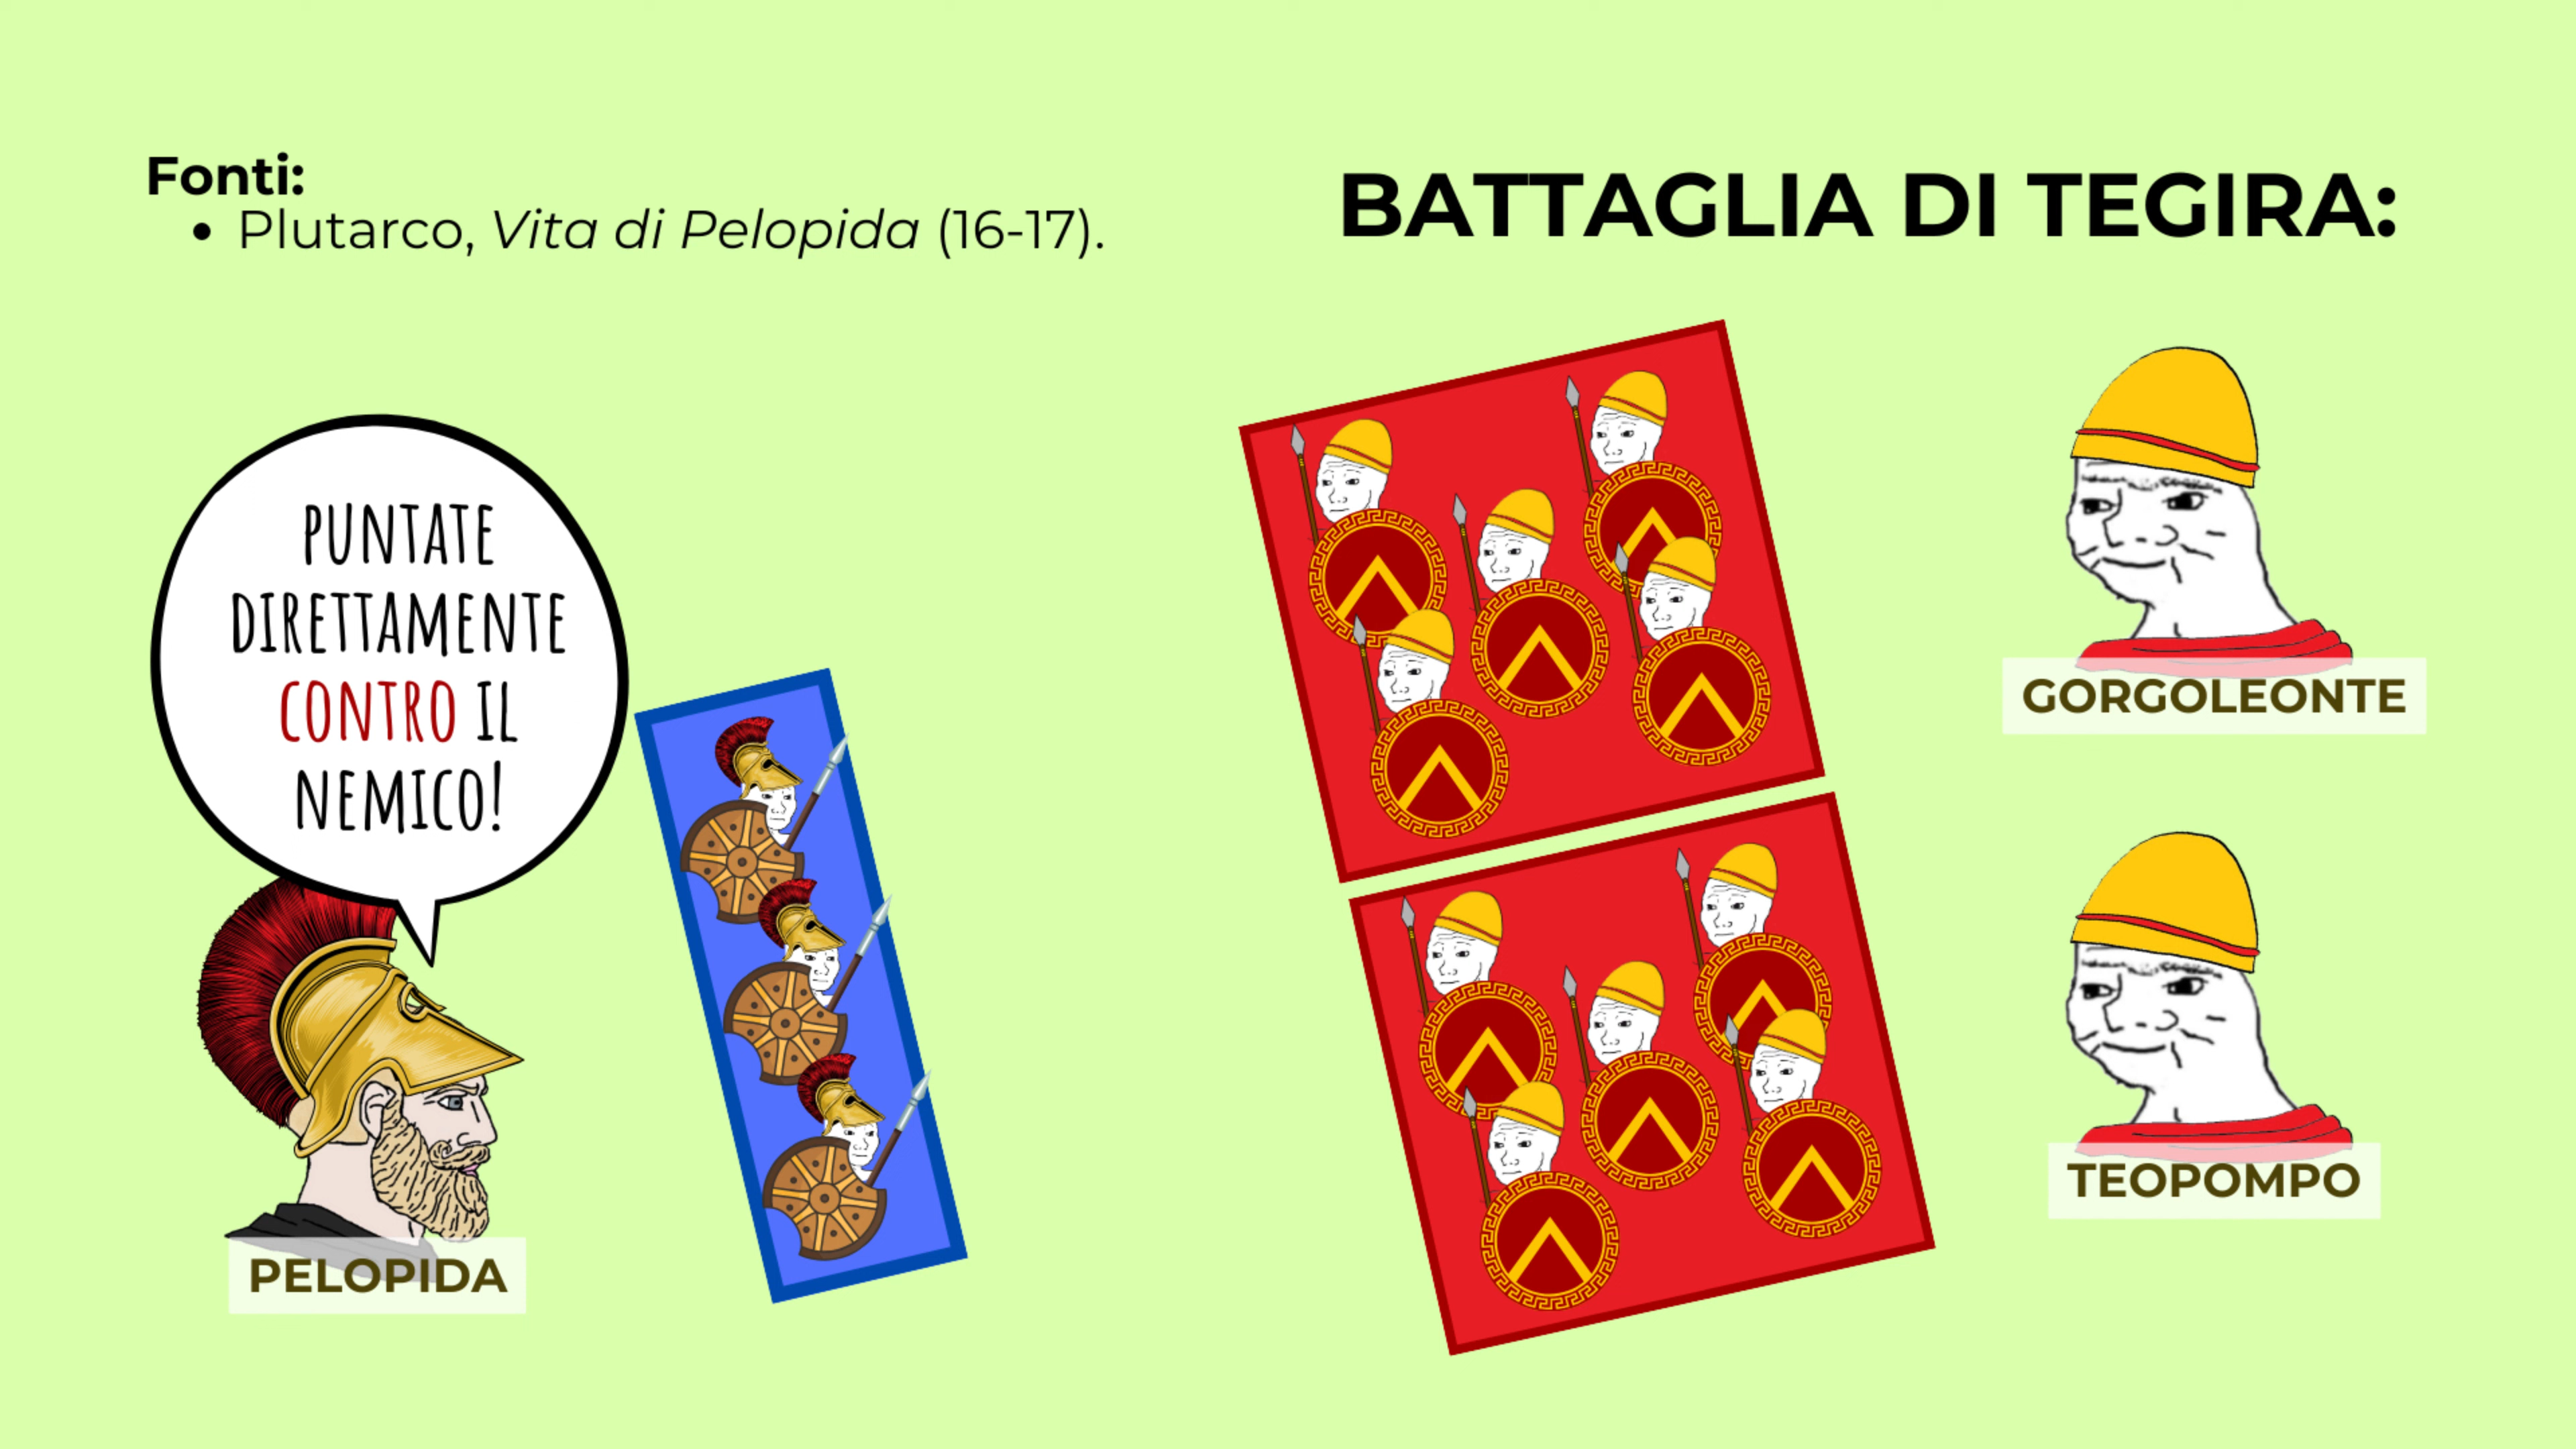 Fonti:
• Plutarco, Vita di Pelopida (16-17).
BATTAGLIA DI TEGIRA:
PUNTATE
DIRETTAMENTE
CONTRO IL
NEMICO!
PELOPIDA
GORGOLEONTE
TEOPOMPO